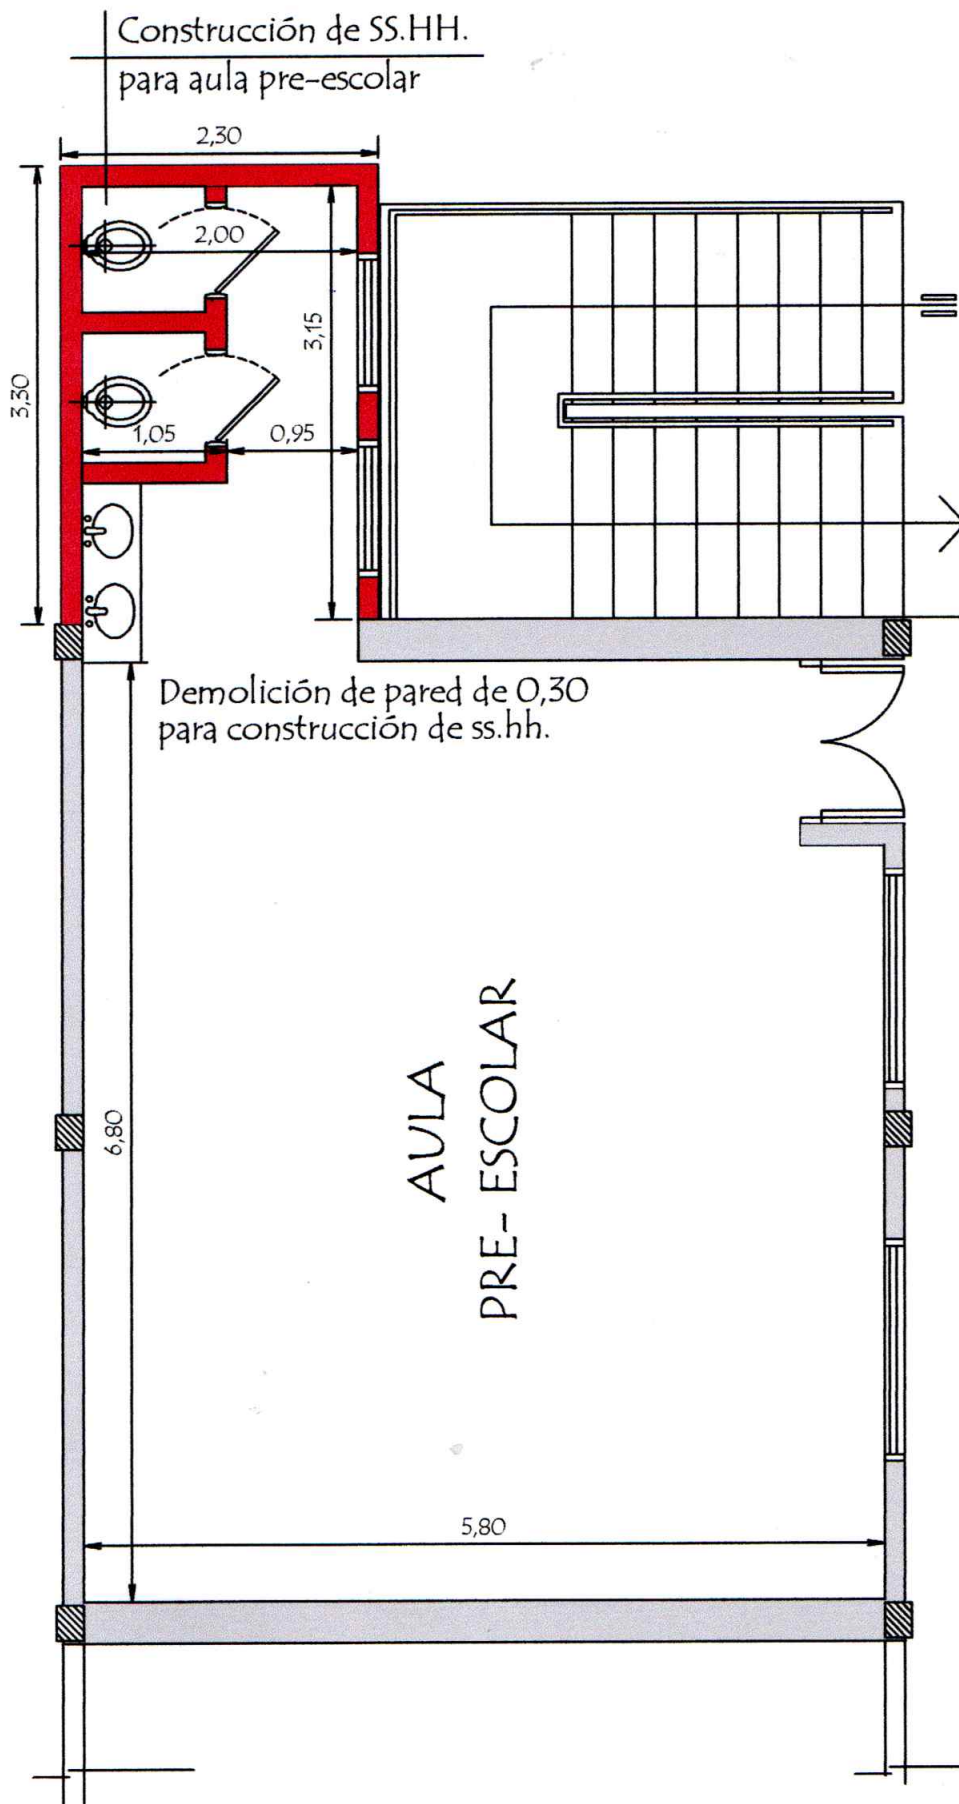 Construcción de SS.HH.
para aula pre-escolar
2,30
2,00
3,15
3,30
1,05
0,95
Demolición de pared de 0,30
para construcción de ss.hh.
6,80
AULA
PRE- ESCOLAR
5,80